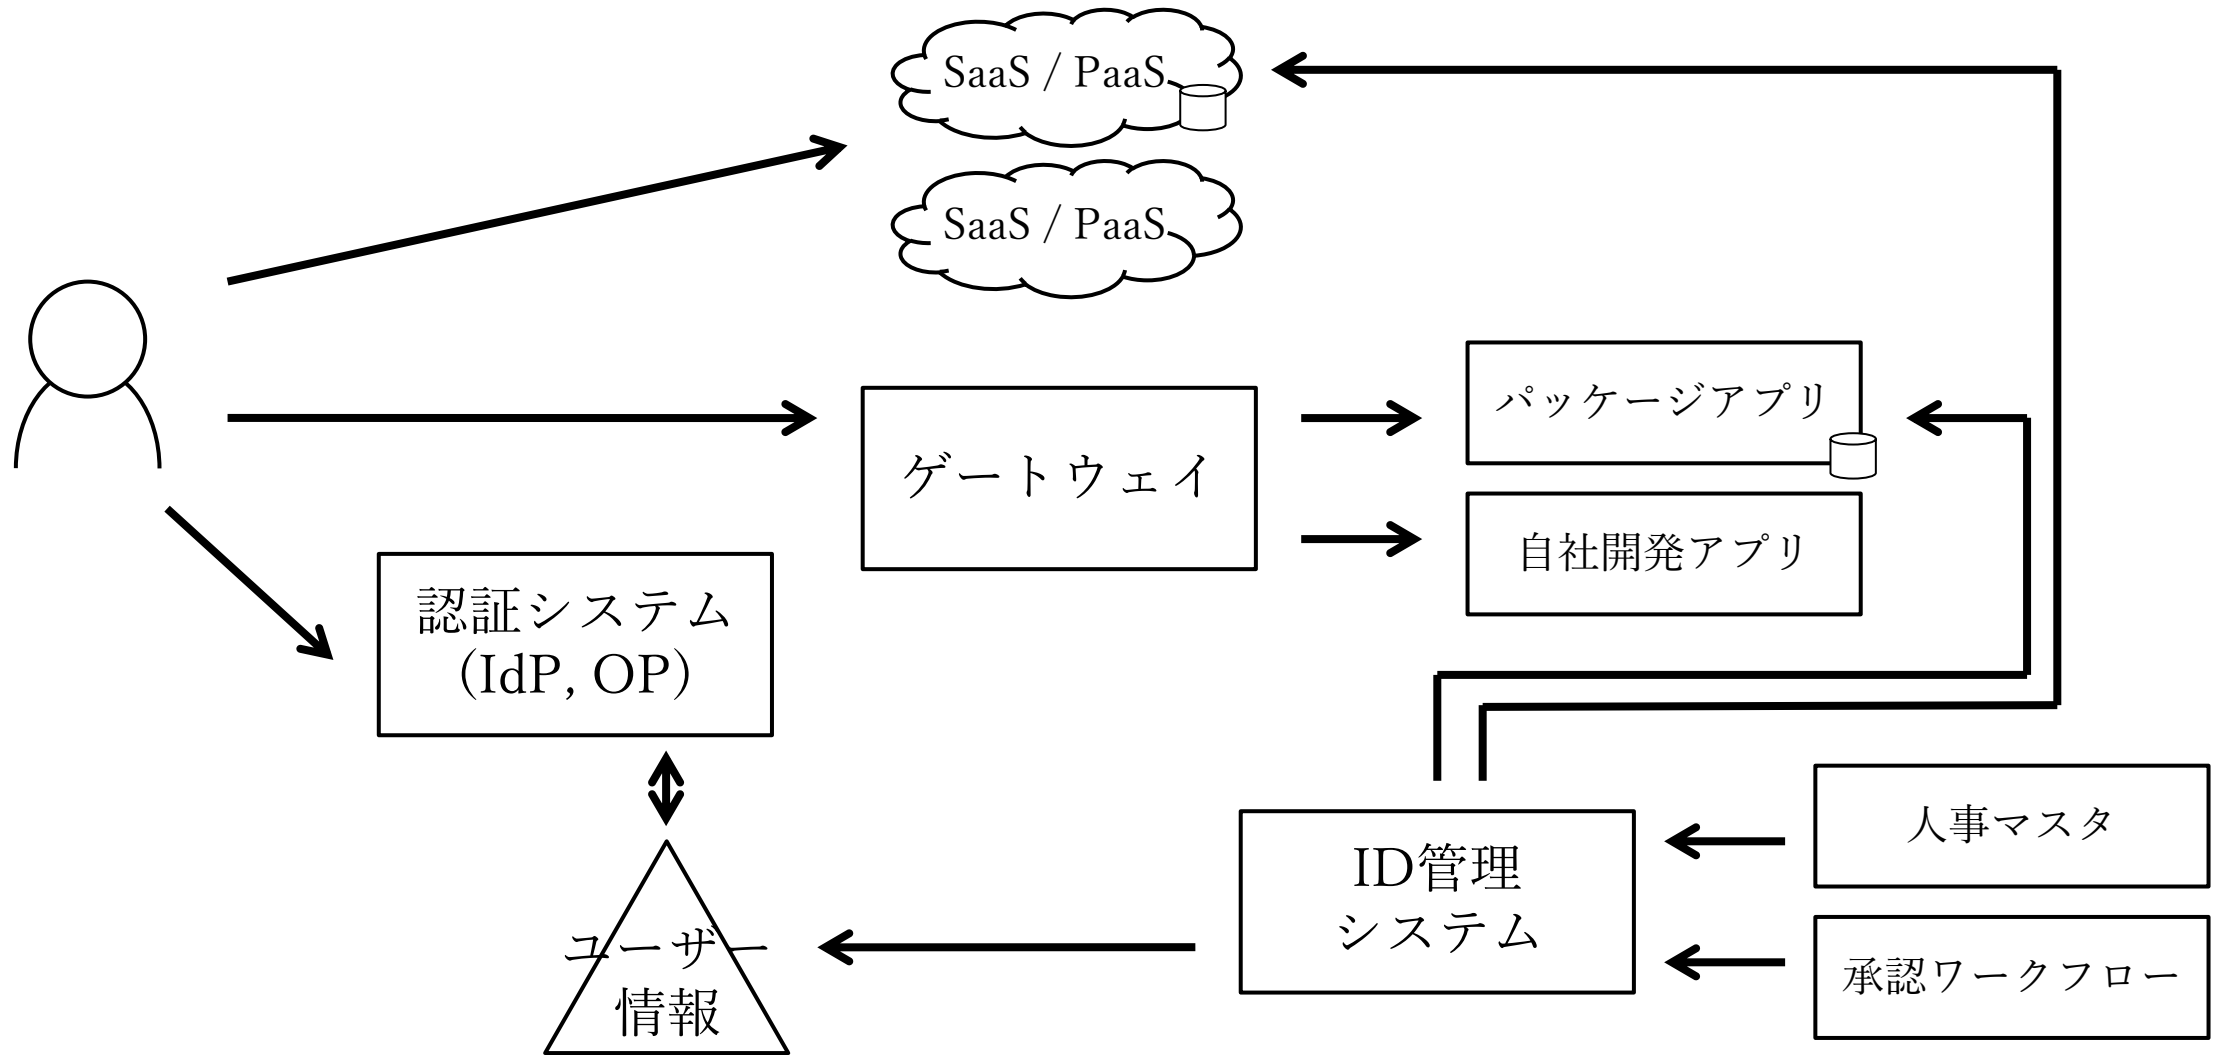 SaaS / PaaS
SaaS / PaaS
パッケージアプリ
ゲートウェイ
自社開発アプリ
認証システム
(IdP, OP)
人事マスタ
ID管理
システム
ユーザー
情報
承認ワークフロー